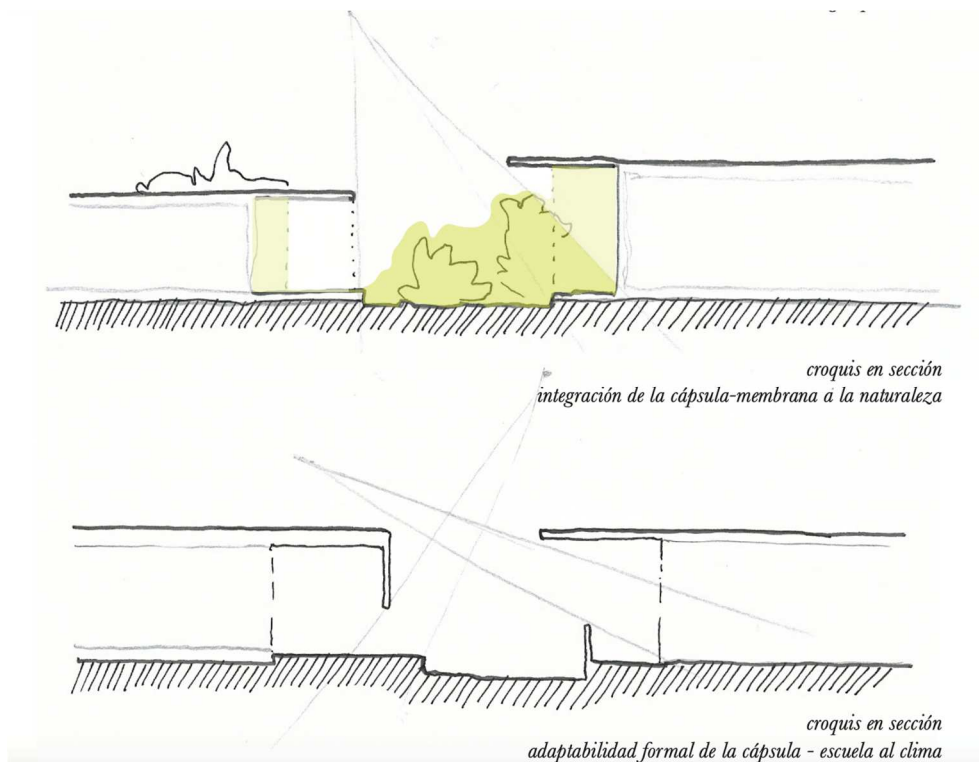 croquis en sección
integración de la cápsula-membrana a la naturaleza
croquis en sección
adaptabilidad formal de la cápsula - escuela al clima